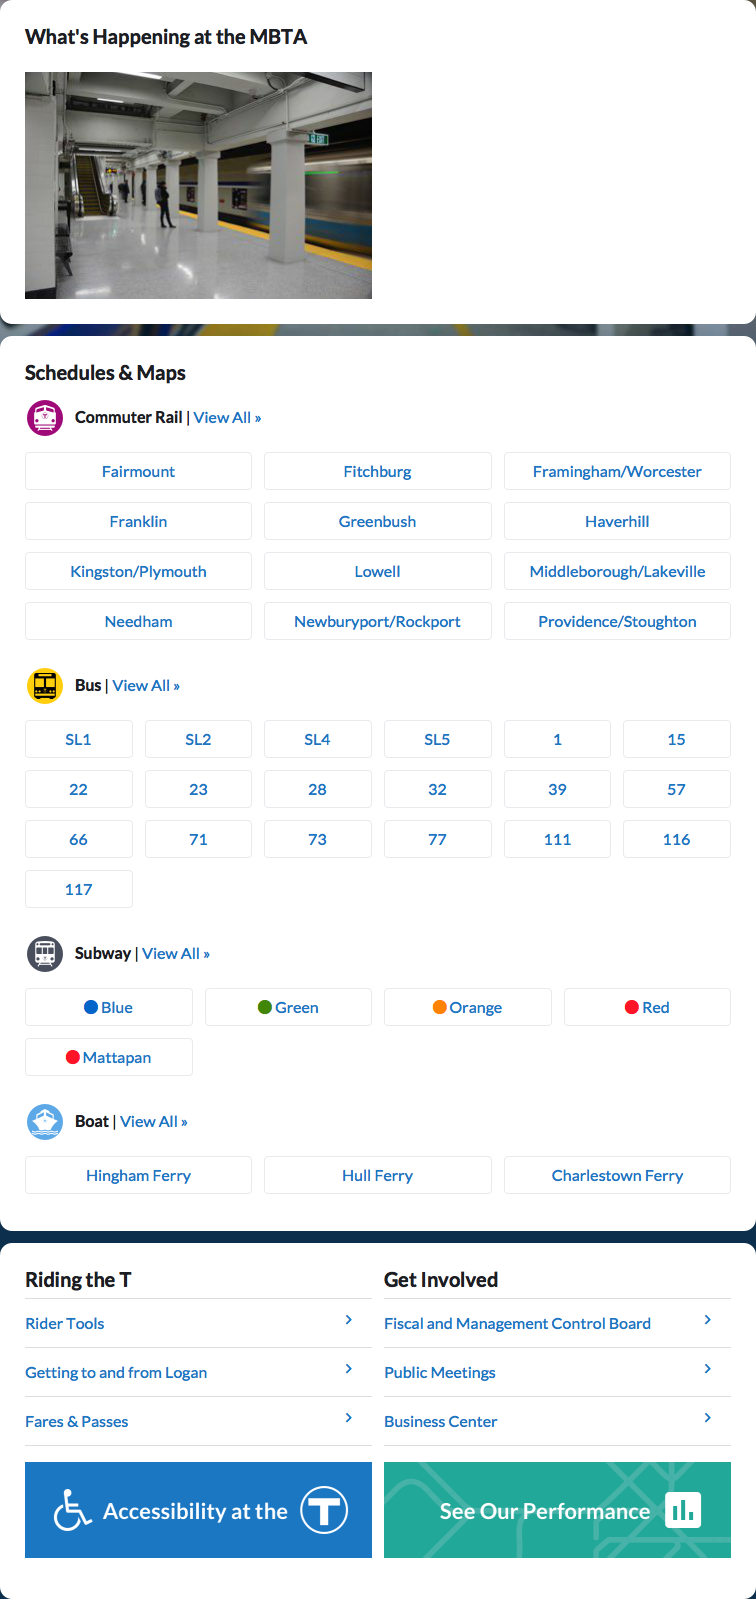 What's Happening at the MBTA
EXIT
Schedules & Maps
Commuter Rail | View All »
Fairmount Fitchburg Framingham/Worcester
Franklin Greenbush Haverhill
Kingston/Plymouth Lowell Middleborough/Lakeville
Needham Newburyport/Rockport Providence/Stoughton
Bus | View All »
SL1 SL2 SL4 SL5 1 15
22 23 28 32 39 57
66 71 73 77 111 116
117
Subway | View All »
Blue Green Orange Red
Mattapan
Boat | View All »
Hingham Ferry Hull Ferry Charlestown Ferry
Riding the T
Rider Tools
Getting to and from Logan
Fares & Passes
Accessibility at the T
Get Involved
Fiscal and Management Control Board
Public Meetings
Business Center
See Our Performance